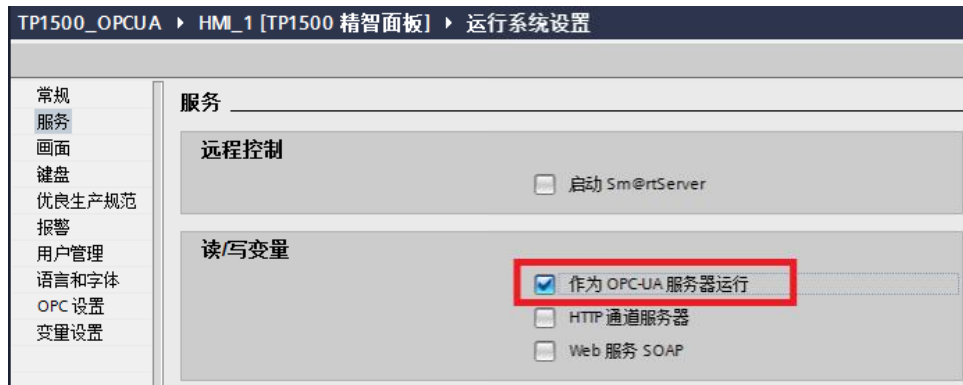 TP1500_OPCUA ▸ HMI_1 [TP1500 精智面板] ▸ 运行系统设置
常规
服务
画面
键盘
优良生产规范
报警
用户管理
语言和字体
OPC 设置
变量设置
服务
远程控制
启动 Sm@rtServer
读/写变量
作为 OPC-UA 服务器运行
HTTP 通道服务器
Web 服务 SOAP